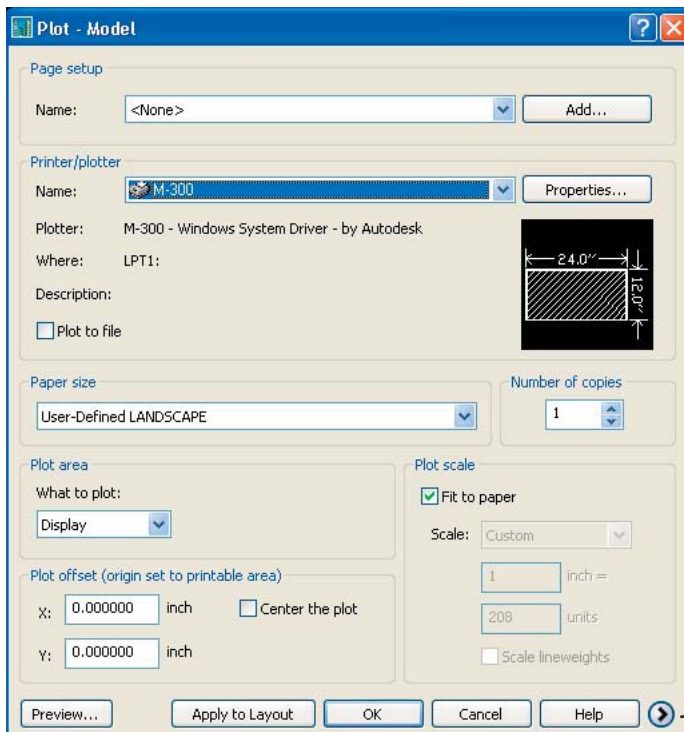 Plot - Model
Page setup
Name: <None> Add...
Printer/plotter
Name: M-300 Properties...
Plotter: M-300 - Windows System Driver - by Autodesk
Where: LPT1:
Description:
Plot to file
24.0″
12.0″
Paper size
User-Defined LANDSCAPE
Number of copies
1
Plot area
What to plot:
Display
Plot scale
Fit to paper
Scale: Custom
1 inch =
208 units
Scale lineweights
Plot offset (origin set to printable area)
X: 0.000000 inch Center the plot
Y: 0.000000 inch
Preview... Apply to Layout OK Cancel Help